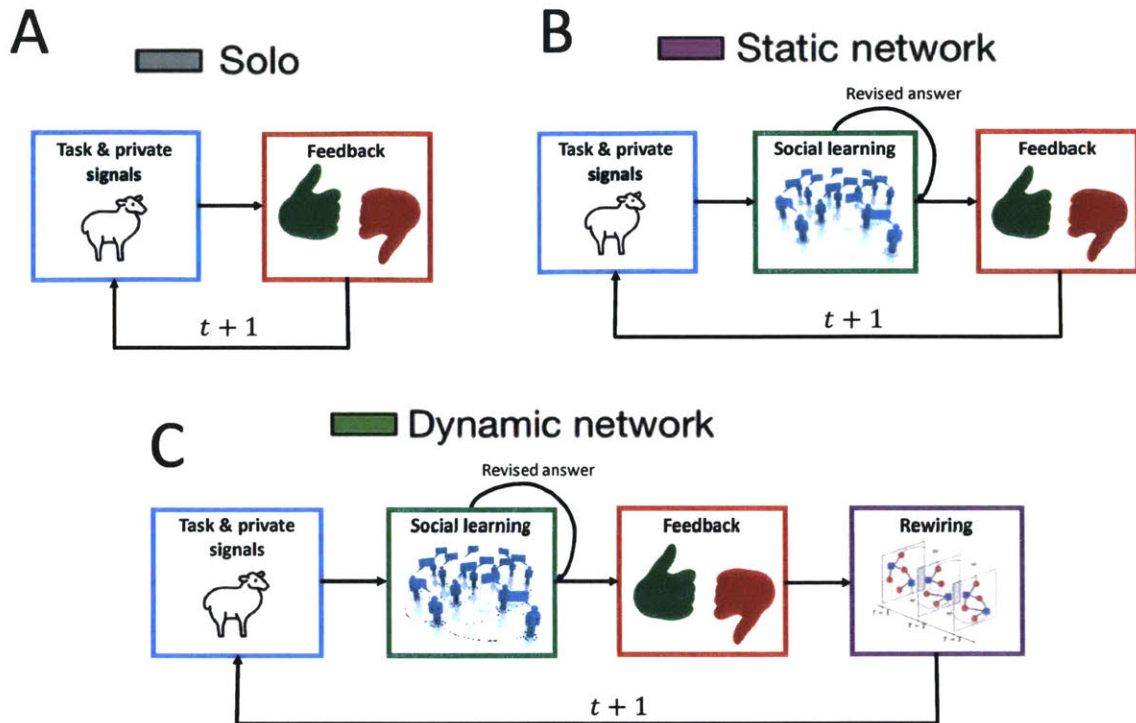 A
Solo
Task & private
signals
Feedback
t + 1
B
Static network
Revised answer
Task & private
signals
Social learning
Feedback
t + 1
C
Dynamic network
Revised answer
Task & private
signals
Social learning
Feedback
Rewiring
t + 1